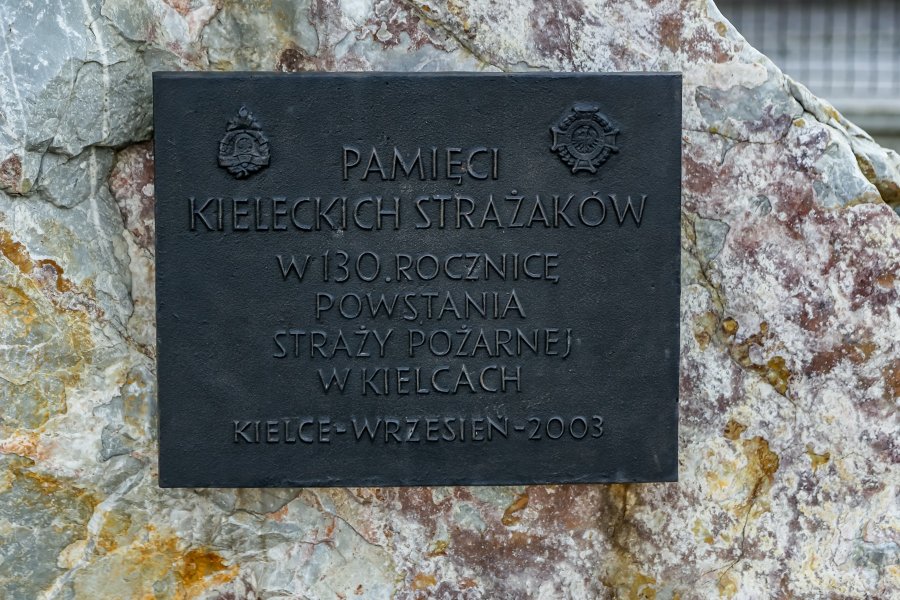 PAMIĘCI
KIELECKICH STRAŻAKÓW
W 130. ROCZNICĘ
POWSTANIA
STRAŻY POŻARNEJ
W KIELCACH
KIELCE-WRZESIEŃ-2003